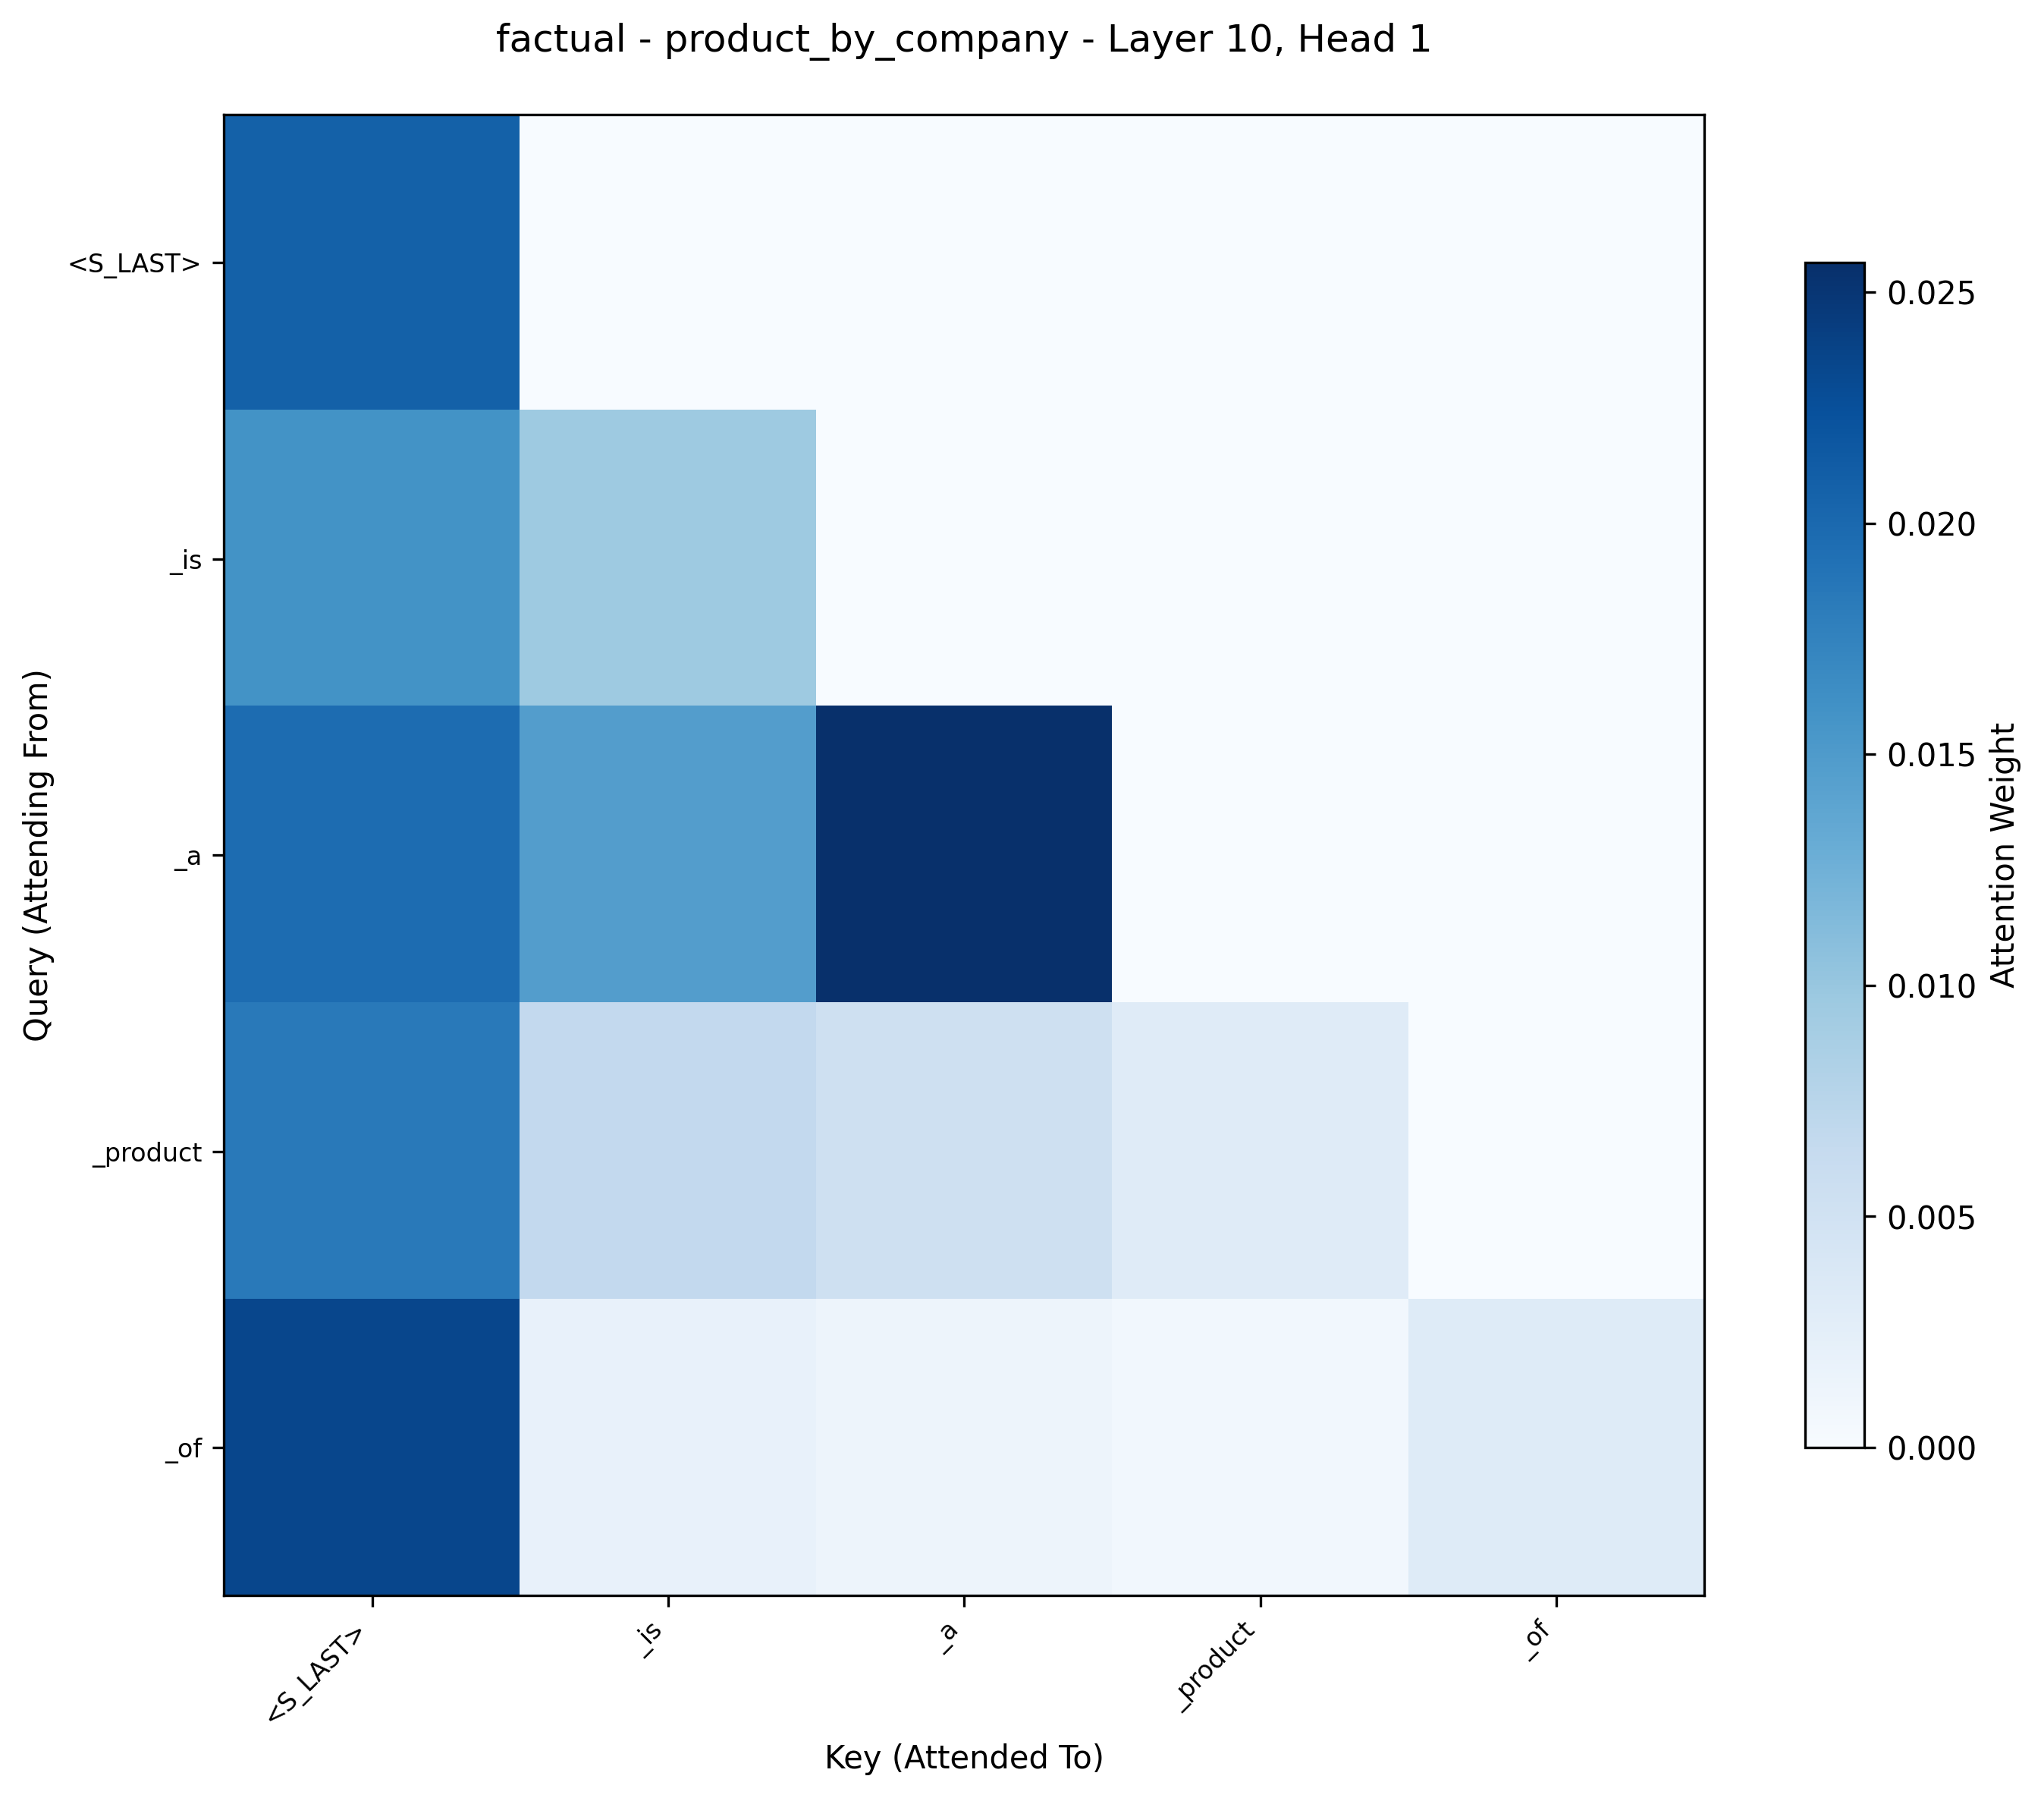 factual - product_by_company - Layer 10, Head 1
Query (Attending From)
<S_LAST>
_is
_a
_product
_of
<S_LAST>
_is
_a
_product
_of
Key (Attended To)
0.025
0.020
0.015
0.010
0.005
0.000
Attention Weight